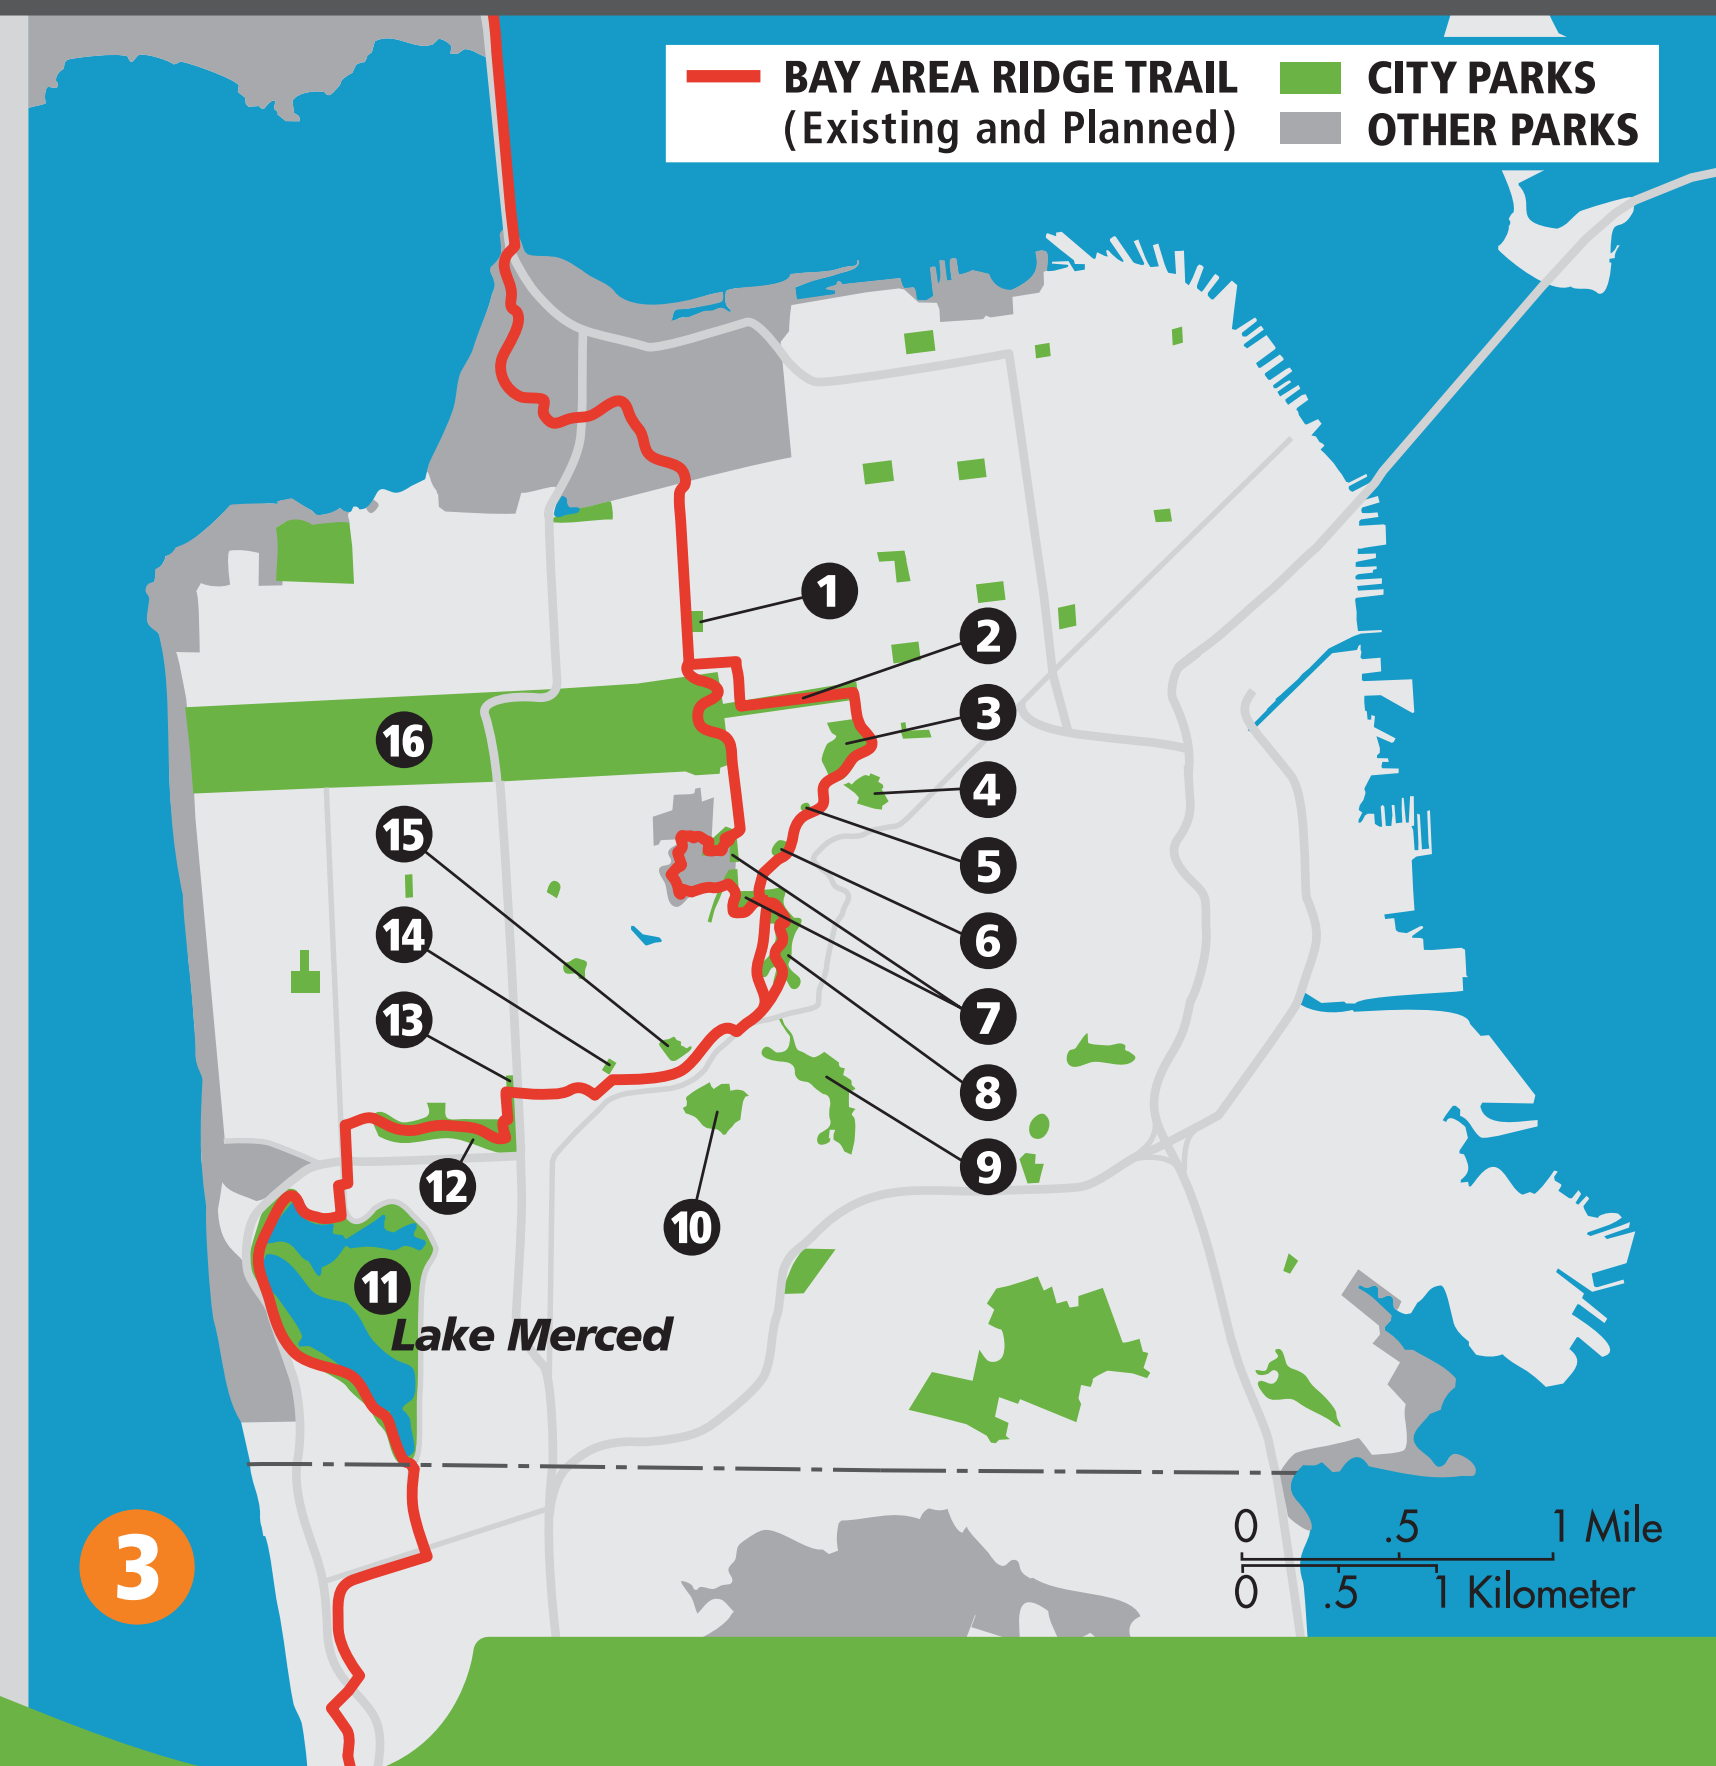 BAY AREA RIDGE TRAIL
(Existing and Planned)
CITY PARKS
OTHER PARKS
1
2
3
4
5
6
7
8
9
10
11
12
13
14
15
16
Lake Merced
3
0 .5 1 Mile
0 .5 1 Kilometer